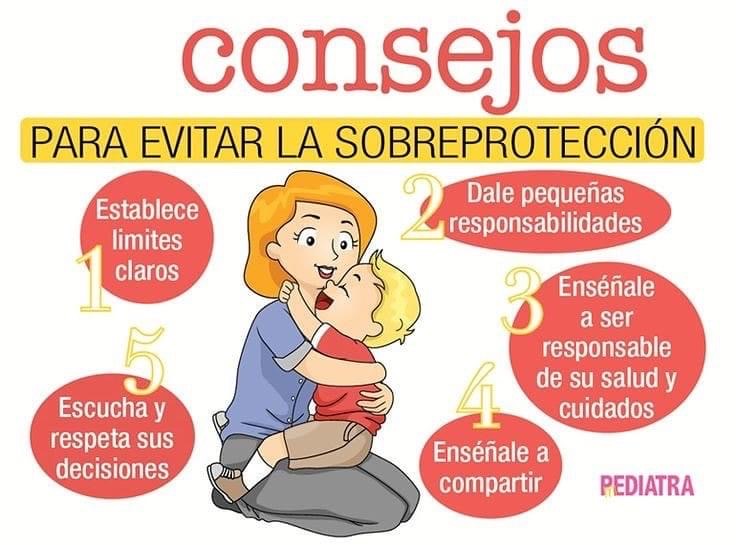 consejos
PARA EVITAR LA SOBREPROTECCIÓN
1
Establece
limites
claros
2
Dale pequeñas
responsabilidades
3
Enséñale
a ser
responsable
de su salud y
cuidados
4
Enséñale a
compartir
5
Escucha y
respeta sus
decisiones
PEDIATRA